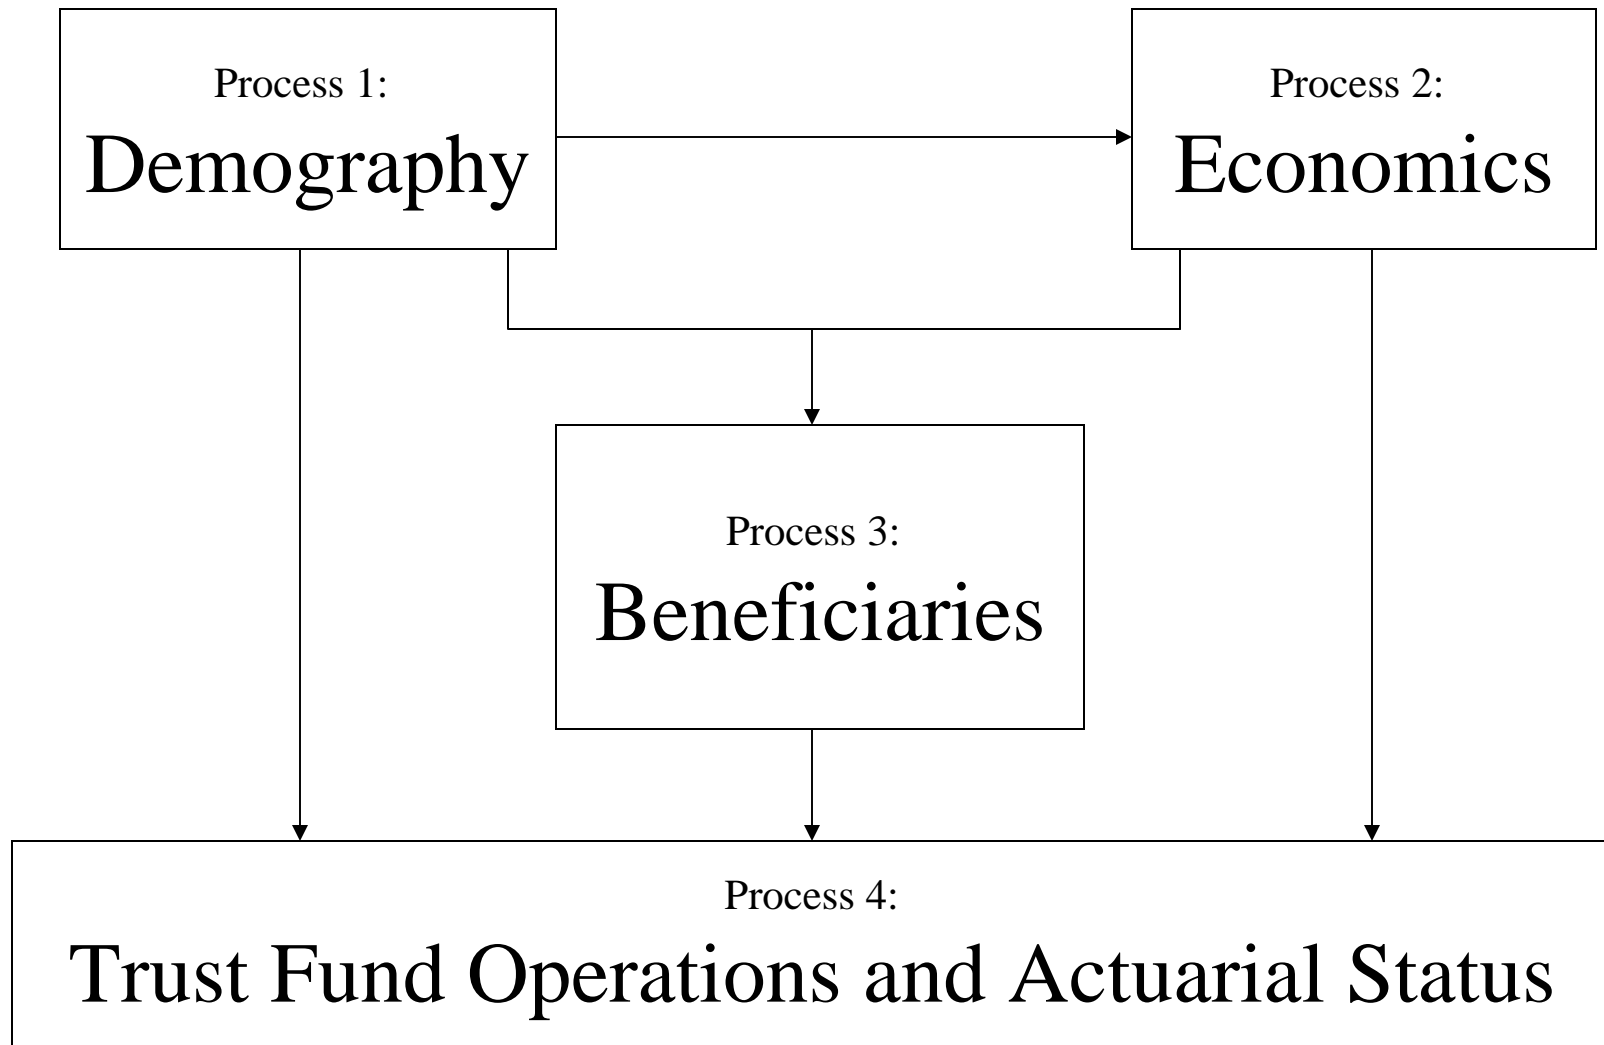 Process 1:
Demography
Process 2:
Economics
Process 3:
Beneficiaries
Process 4:
Trust Fund Operations and Actuarial Status